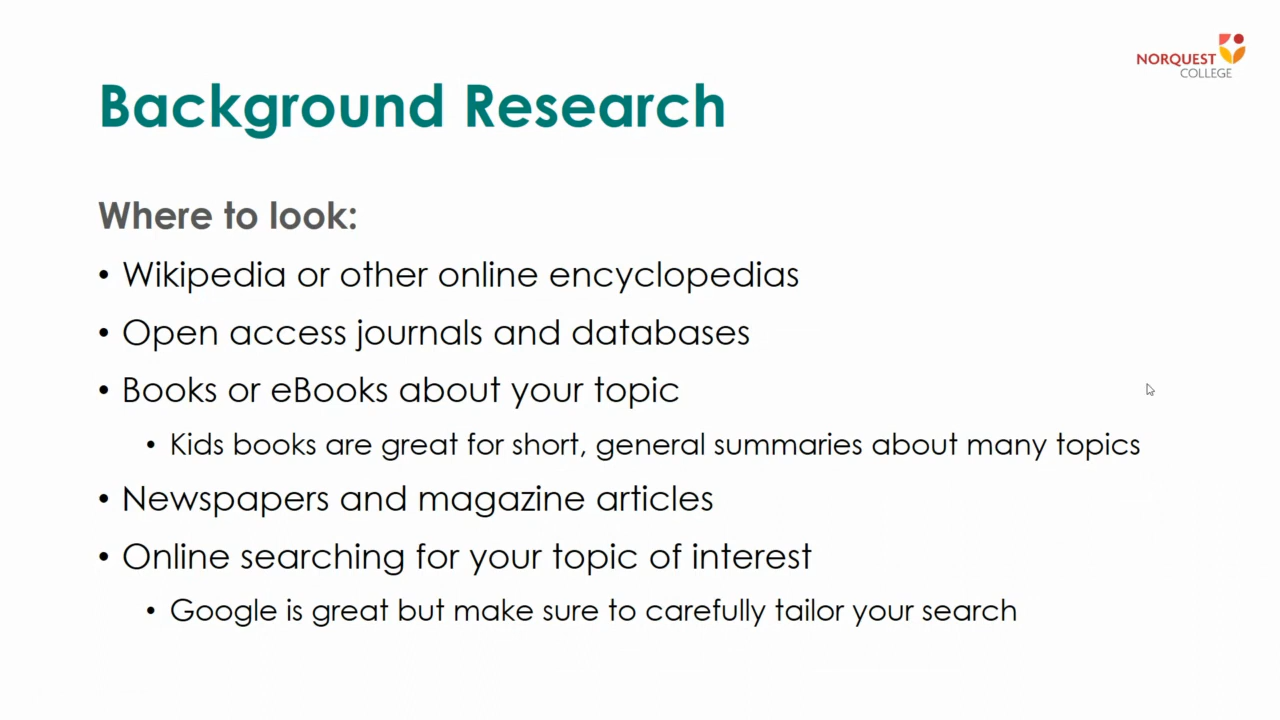 NORQUEST
COLLEGE
Background Research
Where to look:
• Wikipedia or other online encyclopedias
• Open access journals and databases
• Books or eBooks about your topic
• Kids books are great for short, general summaries about many topics
• Newspapers and magazine articles
• Online searching for your topic of interest
• Google is great but make sure to carefully tailor your search